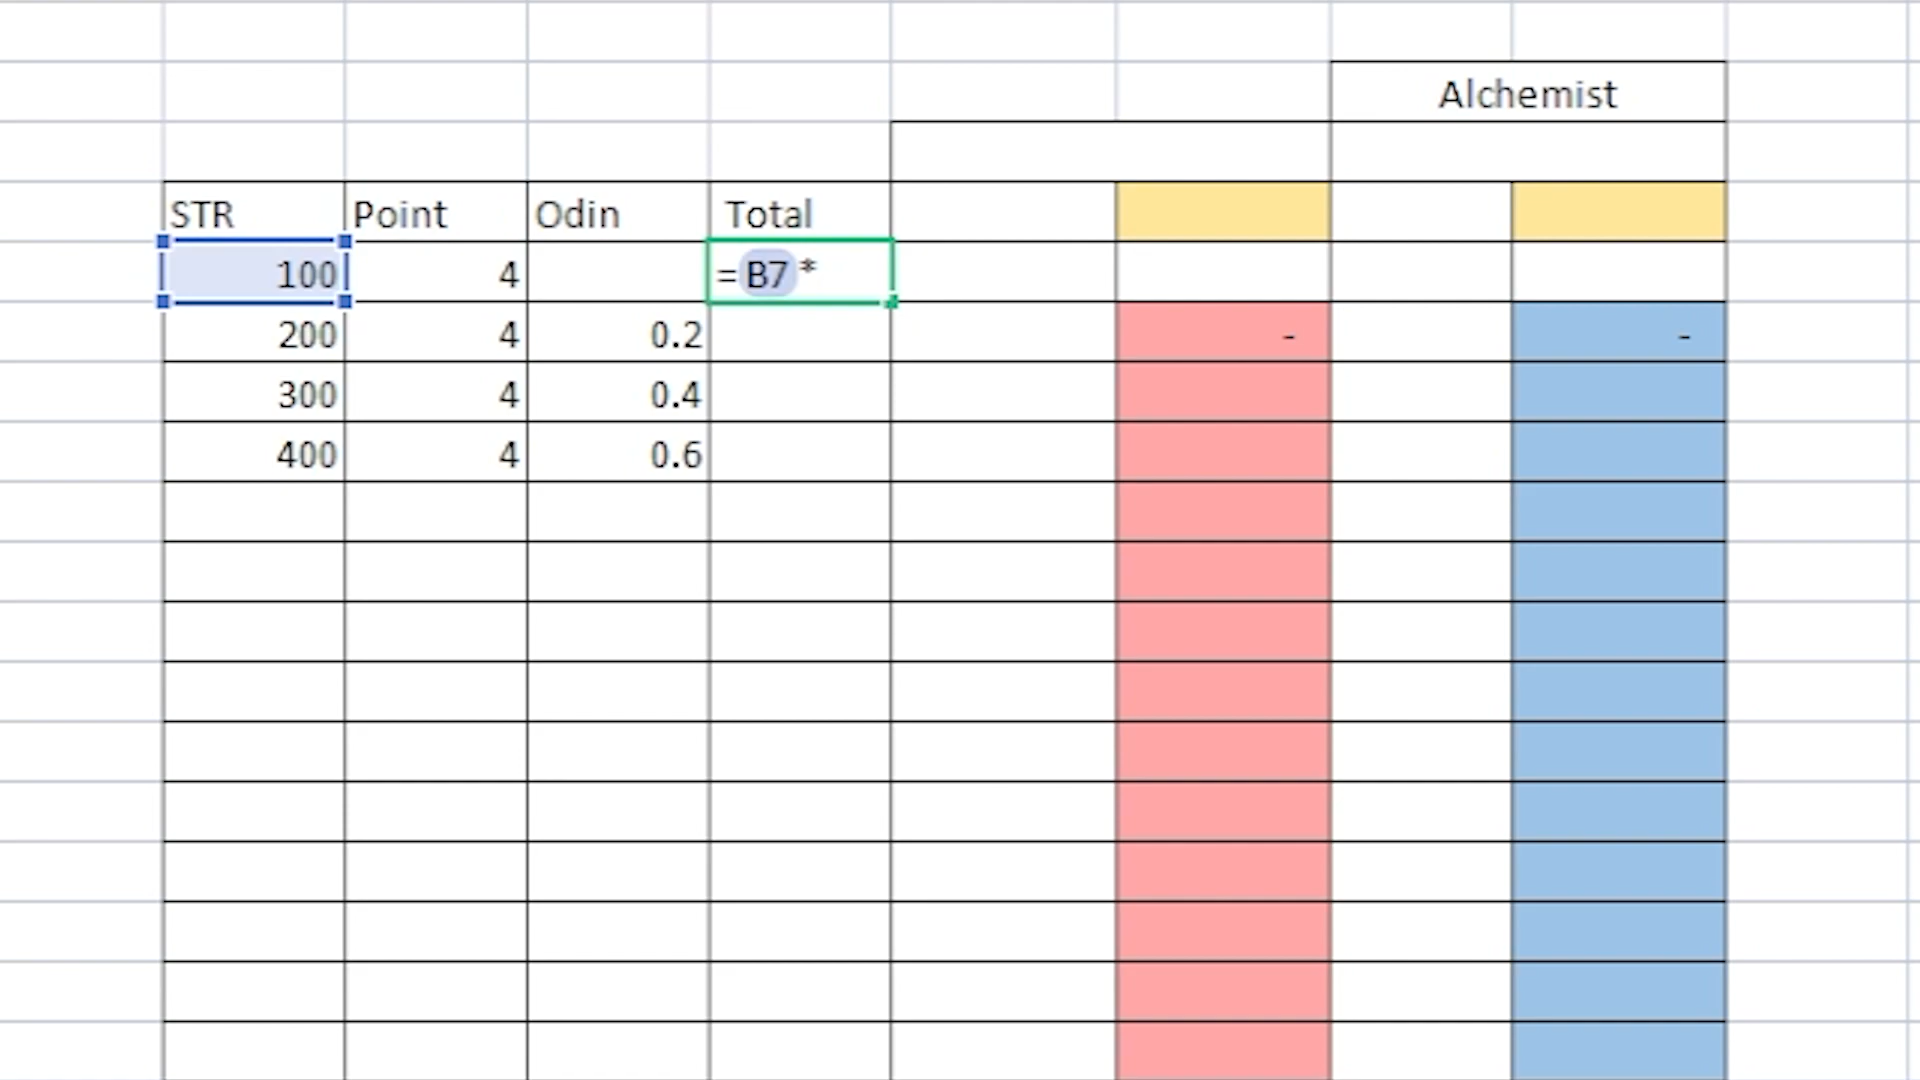 Alchemist
STR Point Odin Total
100 4 =B7*
200 4 0.2 - -
300 4 0.4
400 4 0.6